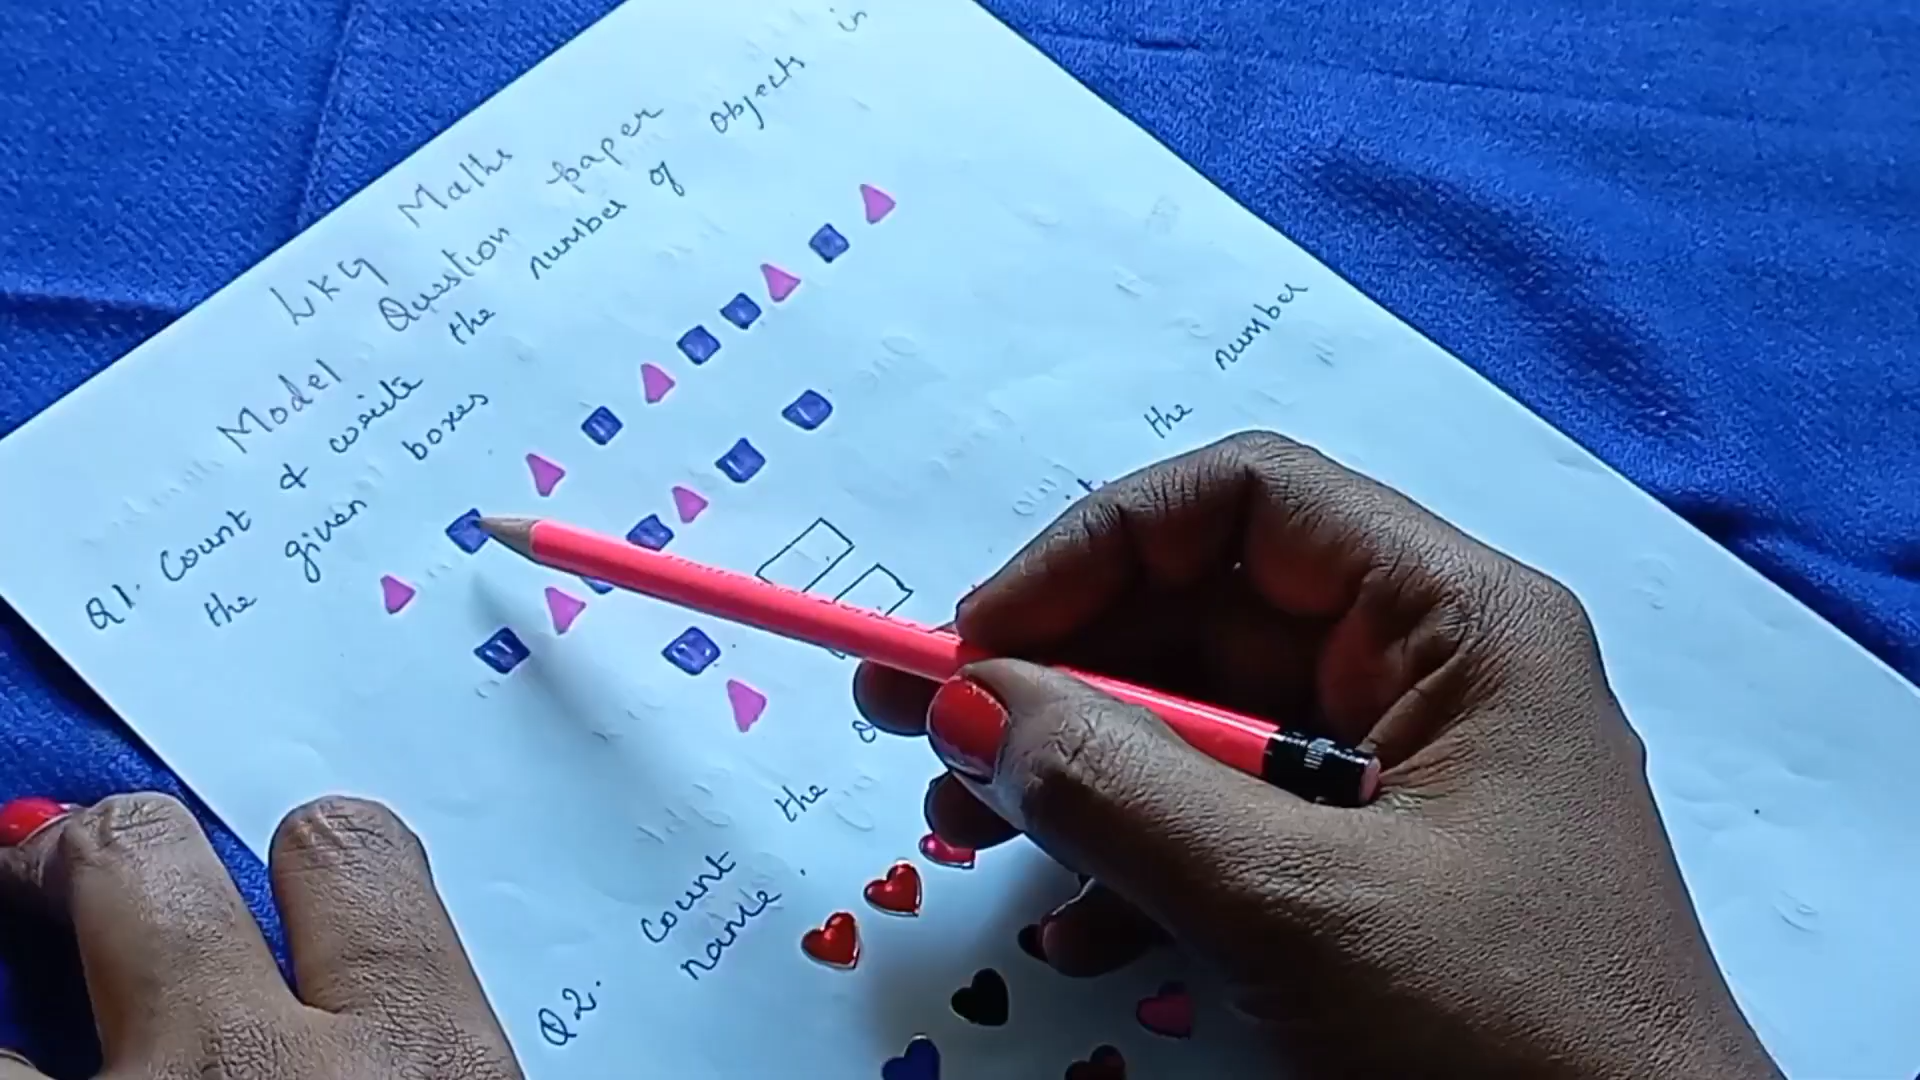 LKG Maths
Model Question paper
Q1. Count & write the number of objects in
the given boxes
Q2. Count the the number
name.